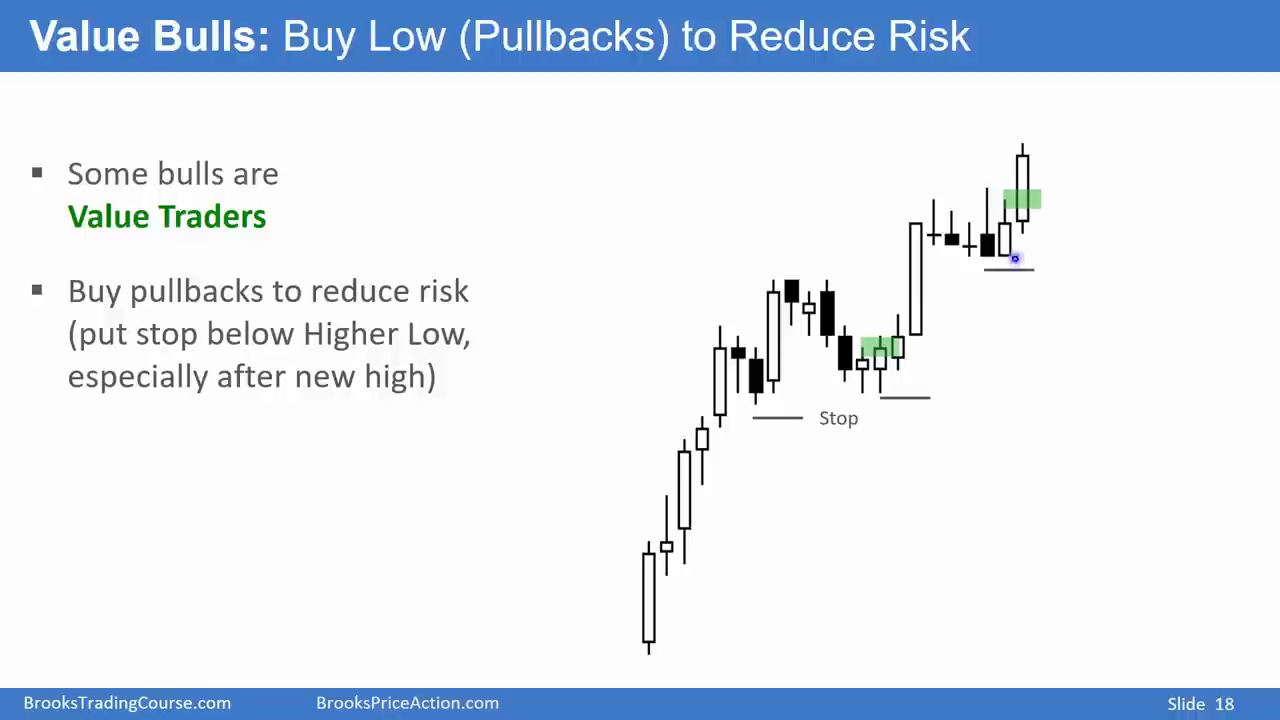 Value Bulls: Buy Low (Pullbacks) to Reduce Risk
▪ Some bulls are
Value Traders
▪ Buy pullbacks to reduce risk
(put stop below Higher Low,
especially after new high)
Stop
BrooksTradingCourse.com
BrooksPriceAction.com
Slide 18